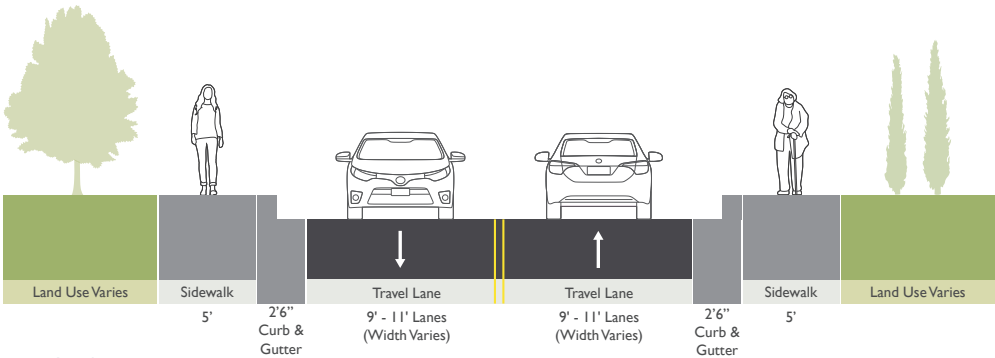 Land Use Varies
Sidewalk
Travel Lane
Travel Lane
Sidewalk
Land Use Varies
5'
2'6”
Curb &
Gutter
9' - 11' Lanes
(Width Varies)
9' - 11' Lanes
(Width Varies)
2'6”
Curb &
Gutter
5'